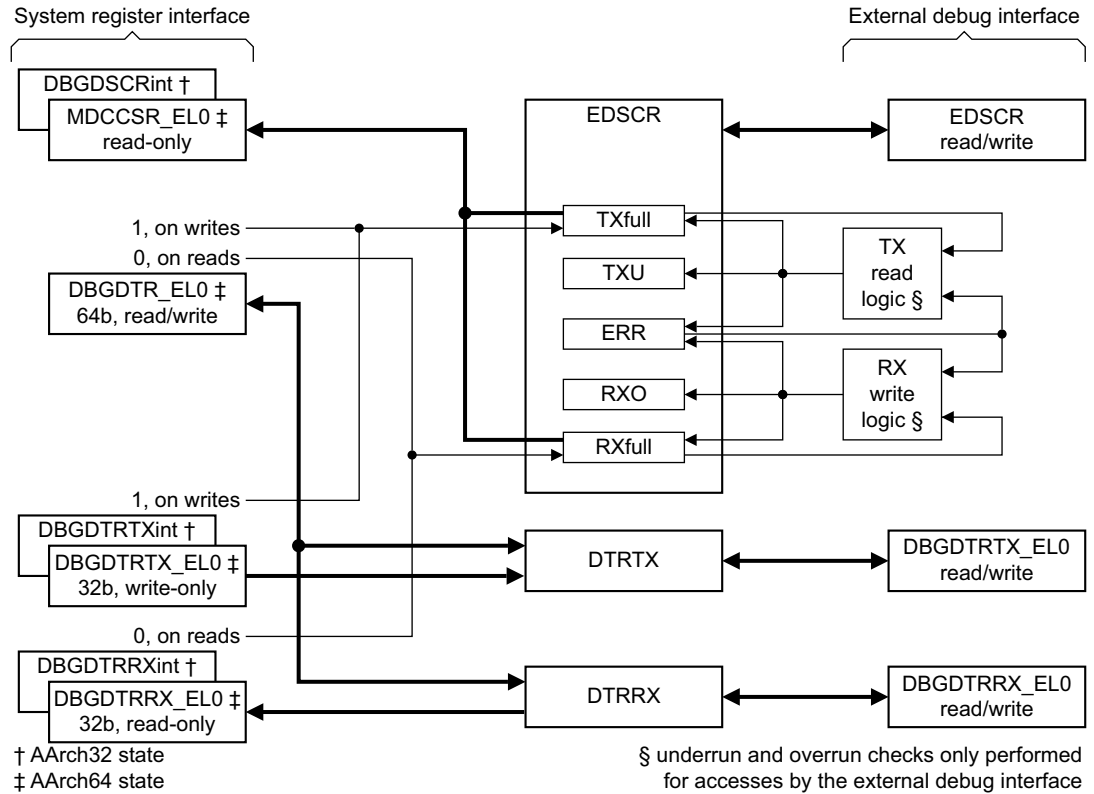 System register interface
External debug interface
DBGDSCRint †
MDCCSR_EL0 ‡
read-only
EDSCR
EDSCR
read/write
TXfull
1, on writes
0, on reads
TX
read
logic §
TXU
DBGDTR_EL0 ‡
64b, read/write
ERR
RX
write
logic §
RXO
RXfull
1, on writes
DBGDTRTXint †
DBGDTRTX_EL0 ‡
32b, write-only
DTRTX
DBGDTRTX_EL0
read/write
0, on reads
DBGDTRRXint †
DBGDTRRX_EL0 ‡
32b, read-only
DTRRX
DBGDTRRX_EL0
read/write
† AArch32 state
‡ AArch64 state
§ underrun and overrun checks only performed
for accesses by the external debug interface